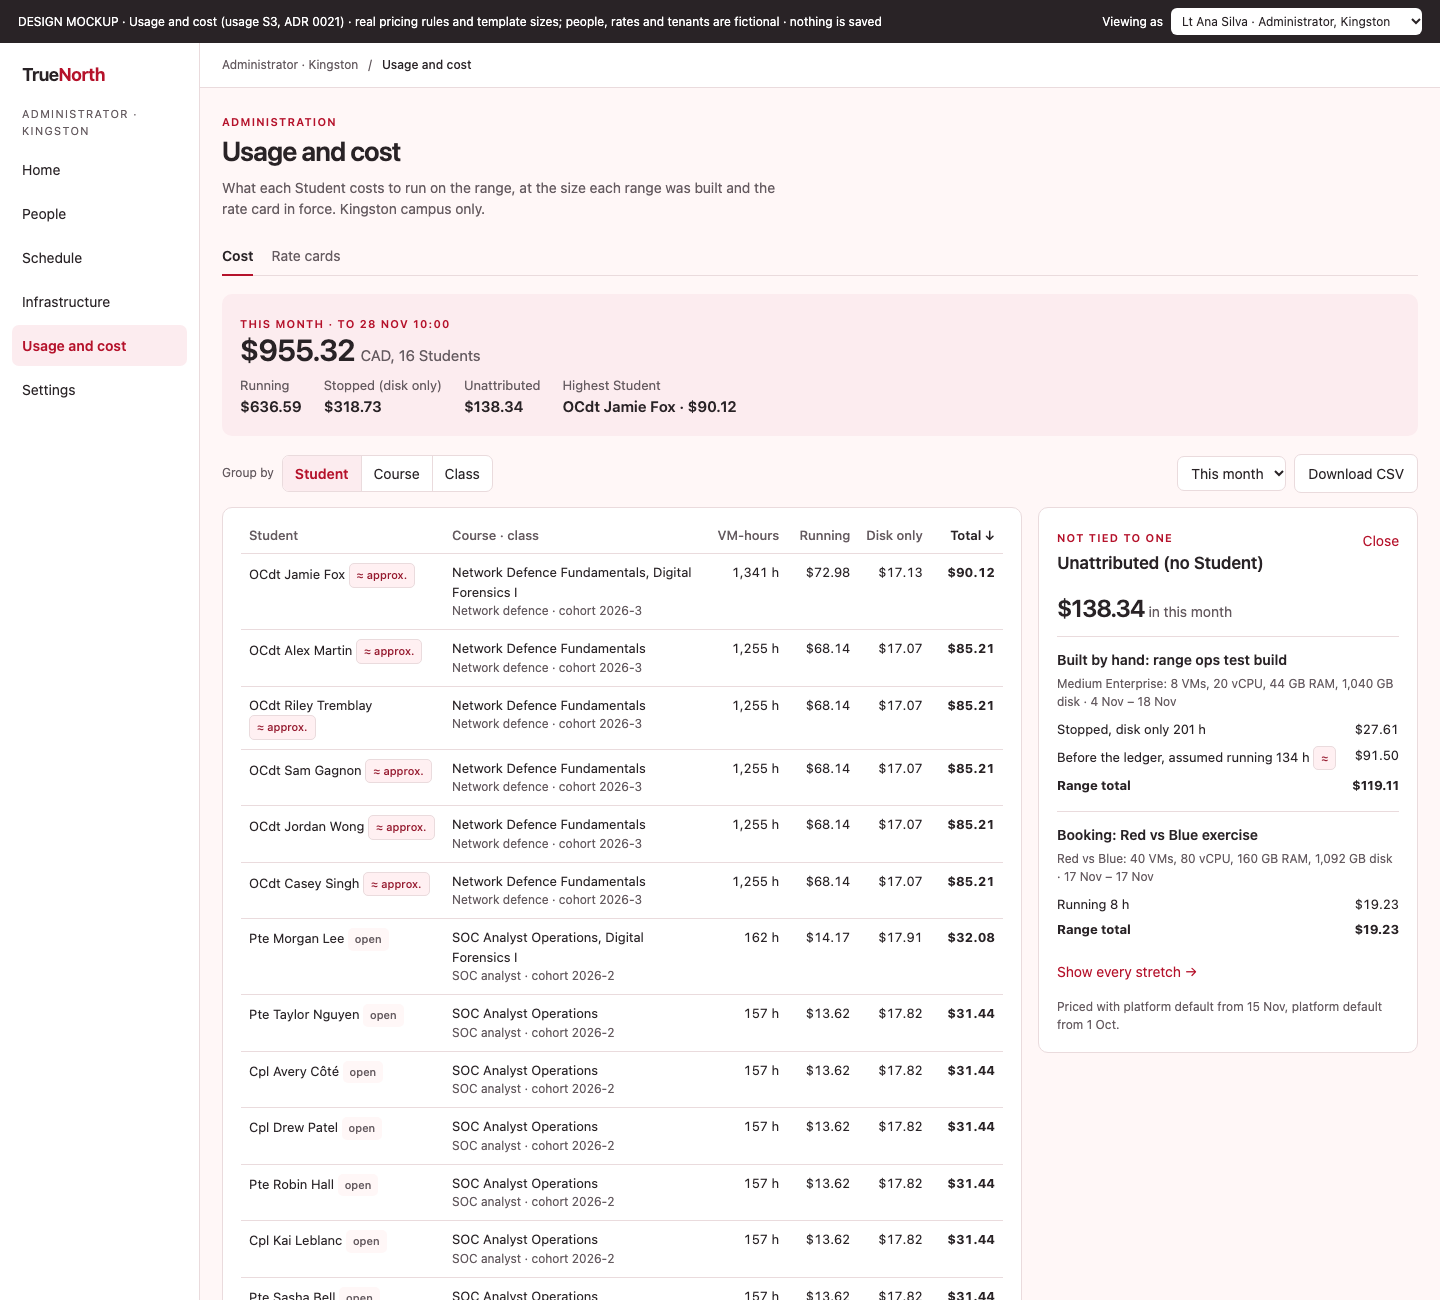 DESIGN MOCKUP · Usage and cost (usage S3, ADR 0021) · real pricing rules and template sizes; people, rates and tenants are fictional · nothing is saved
Viewing as
Lt Ana Silva · Administrator, Kingston
TrueNorth
ADMINISTRATOR ·
KINGSTON
Home
People
Schedule
Infrastructure
Usage and cost
Settings
Administrator · Kingston / Usage and cost
ADMINISTRATION
Usage and cost
What each Student costs to run on the range, at the size each range was built and the
rate card in force. Kingston campus only.
Cost Rate cards
THIS MONTH · TO 28 NOV 10:00
$955.32 CAD, 16 Students
Running Stopped (disk only) Unattributed Highest Student
$636.59 $318.73 $138.34 OCdt Jamie Fox · $90.12
Group by Student Course Class
This month Download CSV
Student Course · class VM-hours Running Disk only Total ↓
OCdt Jamie Fox ≈ approx. Network Defence Fundamentals, Digital 1,341 h $72.98 $17.13 $90.12
Forensics I
Network defence · cohort 2026-3
OCdt Alex Martin ≈ approx. Network Defence Fundamentals 1,255 h $68.14 $17.07 $85.21
Network defence · cohort 2026-3
OCdt Riley Tremblay Network Defence Fundamentals 1,255 h $68.14 $17.07 $85.21
≈ approx. Network defence · cohort 2026-3
OCdt Sam Gagnon ≈ approx. Network Defence Fundamentals 1,255 h $68.14 $17.07 $85.21
Network defence · cohort 2026-3
OCdt Jordan Wong ≈ approx. Network Defence Fundamentals 1,255 h $68.14 $17.07 $85.21
Network defence · cohort 2026-3
OCdt Casey Singh ≈ approx. Network Defence Fundamentals 1,255 h $68.14 $17.07 $85.21
Network defence · cohort 2026-3
Pte Morgan Lee open SOC Analyst Operations, Digital 162 h $14.17 $17.91 $32.08
Forensics I
SOC analyst · cohort 2026-2
Pte Taylor Nguyen open SOC Analyst Operations 157 h $13.62 $17.82 $31.44
SOC analyst · cohort 2026-2
Cpl Avery Côté open SOC Analyst Operations 157 h $13.62 $17.82 $31.44
SOC analyst · cohort 2026-2
Cpl Drew Patel open SOC Analyst Operations 157 h $13.62 $17.82 $31.44
SOC analyst · cohort 2026-2
Pte Robin Hall open SOC Analyst Operations 157 h $13.62 $17.82 $31.44
SOC analyst · cohort 2026-2
Cpl Kai Leblanc open SOC Analyst Operations 157 h $13.62 $17.82 $31.44
SOC analyst · cohort 2026-2
Pte Sasha Bell open SOC Analyst Operations 157 h $13.62 $17.82 $31.44
NOT TIED TO ONE
Close
Unattributed (no Student)
$138.34 in this month
Built by hand: range ops test build
Medium Enterprise: 8 VMs, 20 vCPU, 44 GB RAM, 1,040 GB
disk · 4 Nov – 18 Nov
Stopped, disk only 201 h $27.61
Before the ledger, assumed running 134 h ≈ $91.50
Range total $119.11
Booking: Red vs Blue exercise
Red vs Blue: 40 VMs, 80 vCPU, 160 GB RAM, 1,092 GB disk
· 17 Nov – 17 Nov
Running 8 h $19.23
Range total $19.23
Show every stretch →
Priced with platform default from 15 Nov, platform default
from 1 Oct.